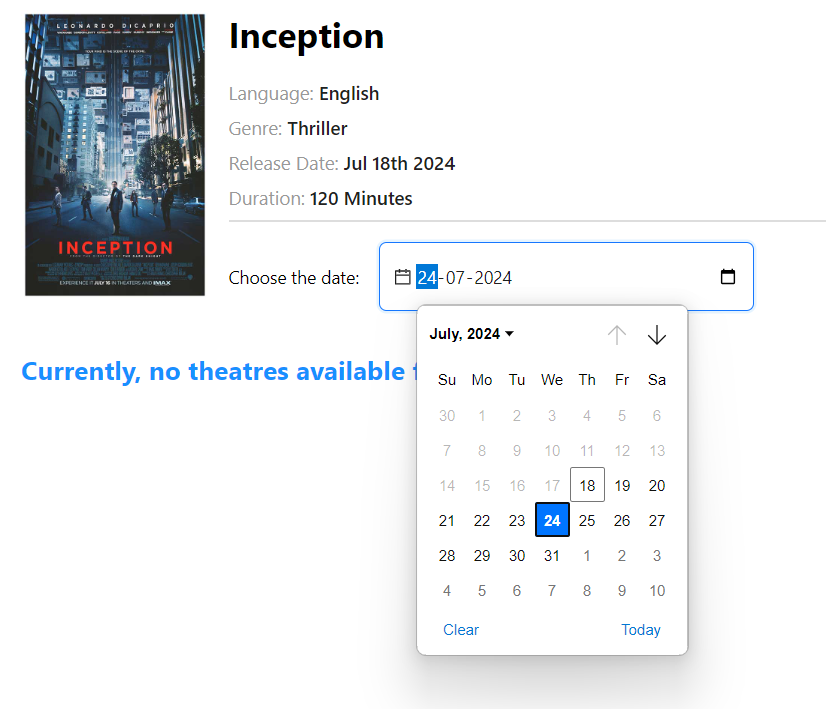 LEONARDO DiCAPRIO
YOUR MIND IS THE SCENE OF THE CRIME.
INCEPTION
EXPERIENCE IT JULY 16 IN THEATERS AND IMAX
Inception
Language: English
Genre: Thriller
Release Date: Jul 18th 2024
Duration: 120 Minutes
Choose the date:
24-07-2024
Currently, no theatres available
July, 2024
Su Mo Tu We Th Fr Sa
30 1 2 3 4 5 6
7 8 9 10 11 12 13
14 15 16 17 18 19 20
21 22 23 24 25 26 27
28 29 30 31 1 2 3
4 5 6 7 8 9 10
Clear Today